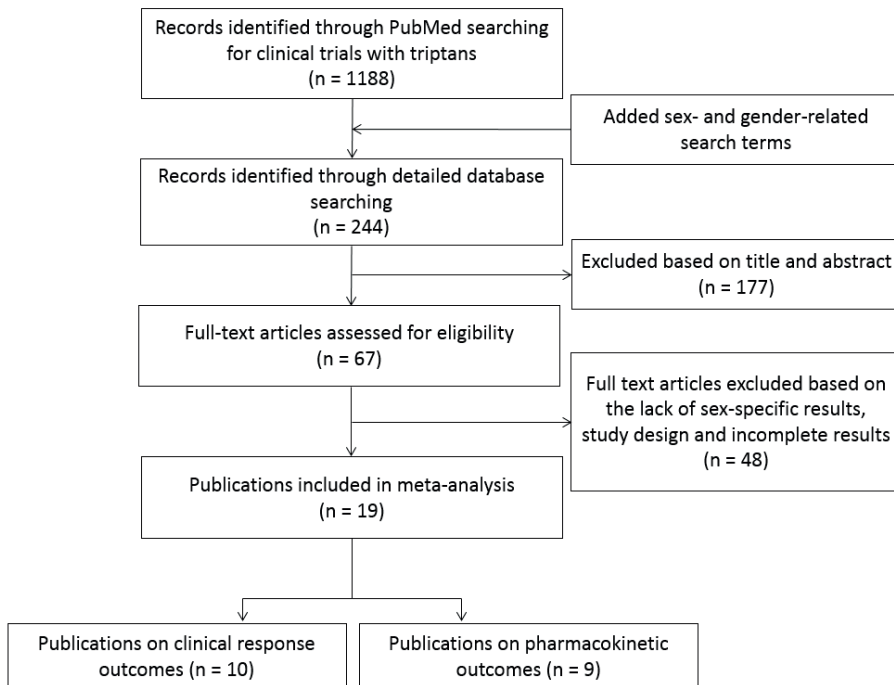 Records identified through PubMed searching
for clinical trials with triptans
(n = 1188)
Added sex- and gender-related
search terms
Records identified through detailed database
searching
(n = 244)
Excluded based on title and abstract
(n = 177)
Full-text articles assessed for eligibility
(n = 67)
Full text articles excluded based on
the lack of sex-specific results,
study design and incomplete results
(n = 48)
Publications included in meta-analysis
(n = 19)
Publications on clinical response
outcomes (n = 10)
Publications on pharmacokinetic
outcomes (n = 9)